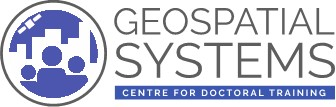 GEOSPATIAL
SYSTEMS
CENTRE FOR DOCTORAL TRAINING